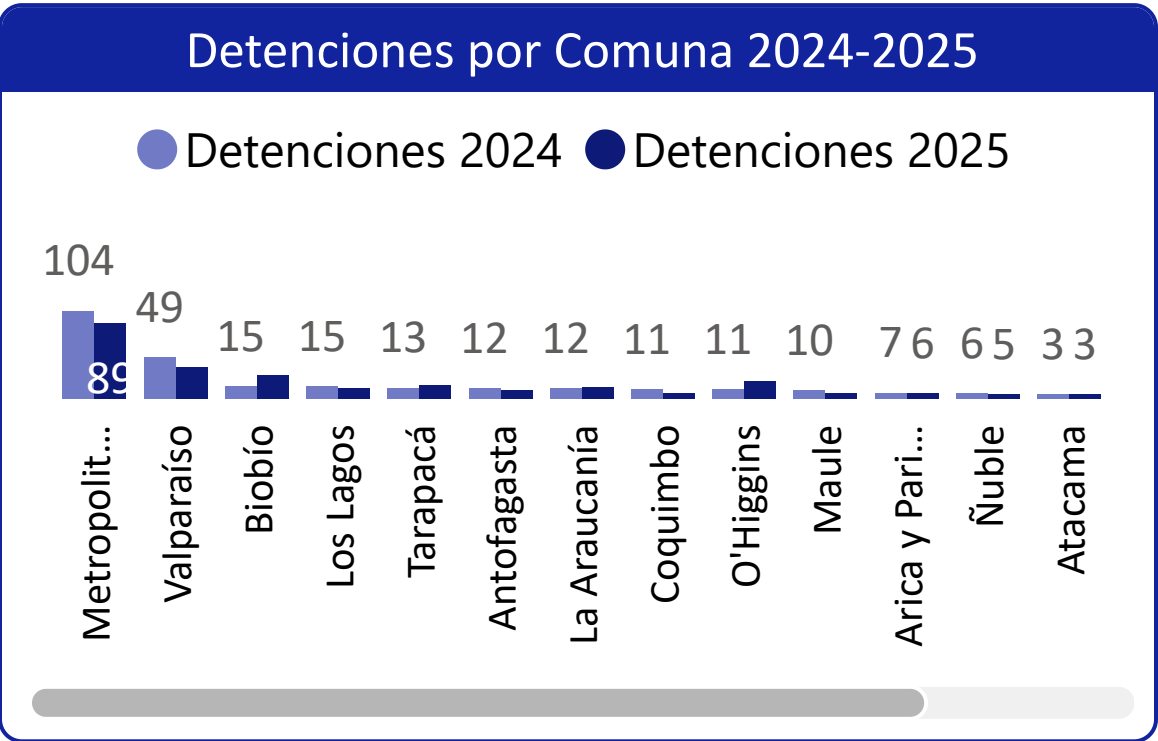 Detenciones por Comuna 2024-2025
Detenciones 2024 Detenciones 2025
104
89
49
15
15
13
12
12
11
11
10
7 6
6 5
3 3
Metropolit...
Valparaíso
Biobío
Los Lagos
Tarapacá
Antofagasta
La Araucanía
Coquimbo
O'Higgins
Maule
Arica y Pari...
Ñuble
Atacama